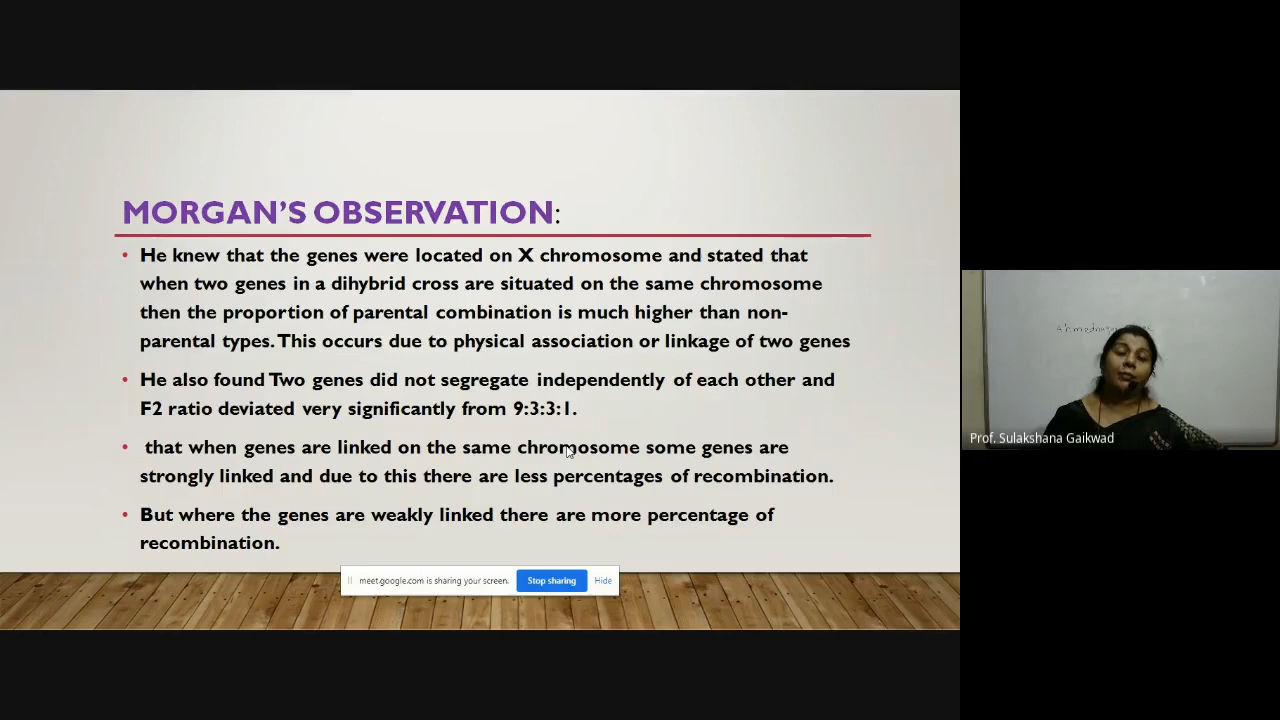 MORGAN'S OBSERVATION:
• He knew that the genes were located on X chromosome and stated that
when two genes in a dihybrid cross are situated on the same chromosome
then the proportion of parental combination is much higher than non-
parental types. This occurs due to physical association or linkage of two genes
• He also found Two genes did not segregate independently of each other and
F2 ratio deviated very significantly from 9:3:3:1.
• that when genes are linked on the same chromosome some genes are
strongly linked and due to this there are less percentages of recombination.
• But where the genes are weakly linked there are more percentage of
recombination.
meet.google.com is sharing your screen. Stop sharing Hide
Prof. Sulakshana Gaikwad